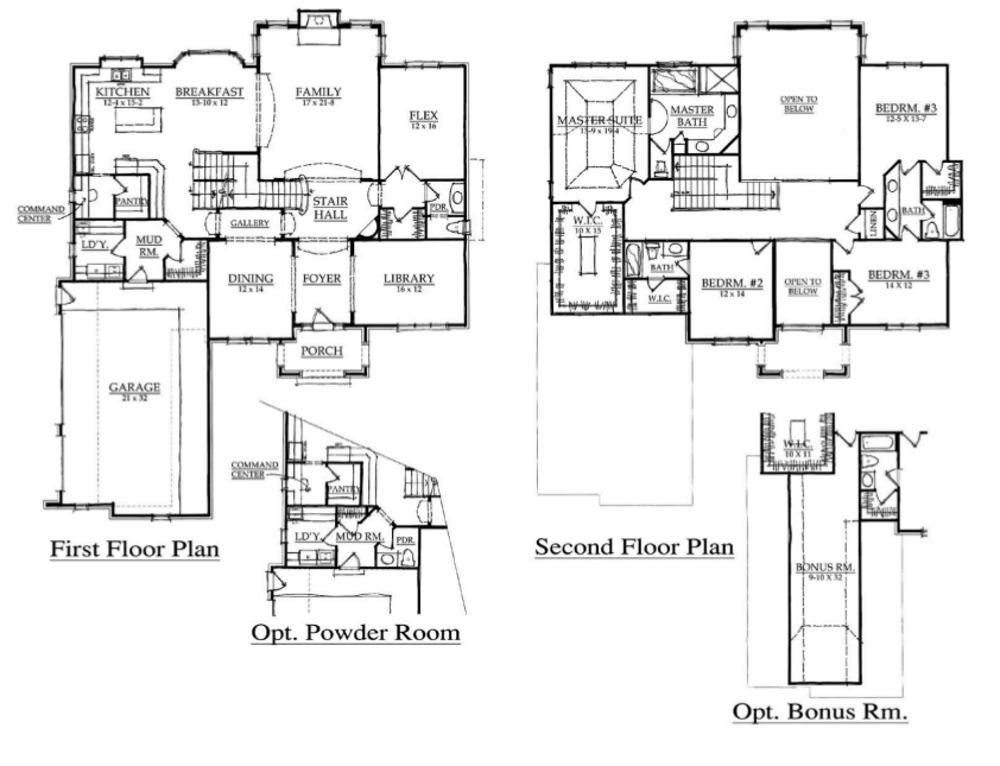 KITCHEN
12-4 x 15-2
BREAKFAST
13-10 x 12
FAMILY
17 x 21-8
FLEX
12 x 16
COMMAND
CENTER
PANTRY
GALLERY
STAIR
HALL
PDR.
LD'Y.
MUD
RM.
DINING
12 x 14
FOYER
LIBRARY
16 x 12
PORCH
GARAGE
21 x 32
First Floor Plan
COMMAND
CENTER
PANTRY
LD'Y.
MUD RM.
PDR.
Opt. Powder Room
MASTER SUITE
13-9 x 19-4
MASTER
BATH
OPEN TO
BELOW
BEDRM. #3
12-5 X 13-7
W.I.C.
10 X 15
LINEN
BATH
BATH
W.I.C.
BEDRM. #2
12 x 14
OPEN TO
BELOW
BEDRM. #3
14 X 12
Second Floor Plan
W.I.C.
10 X 11
BONUS RM.
9-10 X 32
Opt. Bonus Rm.